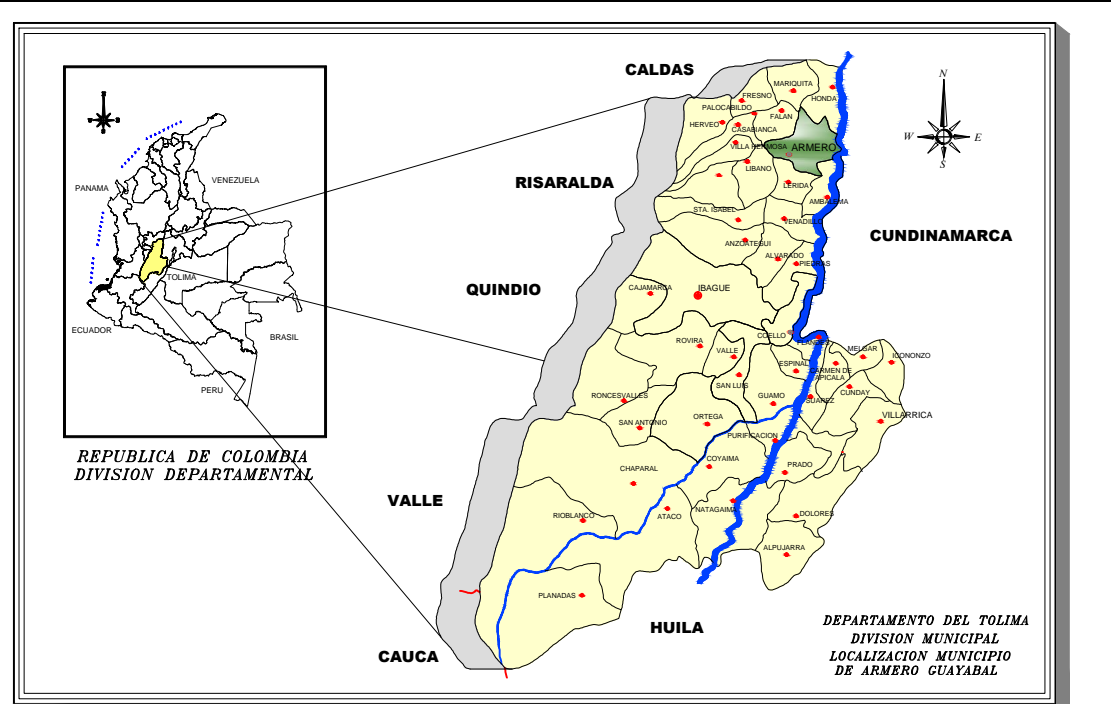 PANAMA
VENEZUELA
TOLIMA
ECUADOR
BRASIL
PERU
REPUBLICA DE COLOMBIA
DIVISION DEPARTAMENTAL
CALDAS
RISARALDA
QUINDIO
VALLE
CAUCA
HUILA
CUNDINAMARCA
N
W
E
S
MARIQUITA
HONDA
FRESNO
PALOCABILDO
FALAN
HERVEO
CASABIANCA
VILLA HERMOSA
ARMERO
LIBANO
LERIDA
AMBALEMA
STA. ISABEL
VENADILLO
ANZOATEGUI
ALVARADO
PIEDRAS
CAJAMARCA
IBAGUE
COELLO
FLANDES
ROVIRA
VALLE
ESPINAL
MELGAR
ICONONZO
CARMEN DE
APICALA
SAN LUIS
CUNDAY
SUAREZ
RONCESVALLES
GUAMO
VILLARRICA
SAN ANTONIO
ORTEGA
PURIFICACION
COYAIMA
PRADO
CHAPARAL
NATAGAIMA
RIOBLANCO
ATACO
DOLORES
ALPUJARRA
PLANADAS
DEPARTAMENTO DEL TOLIMA
DIVISION MUNICIPAL
LOCALIZACION MUNICIPIO
DE ARMERO GUAYABAL